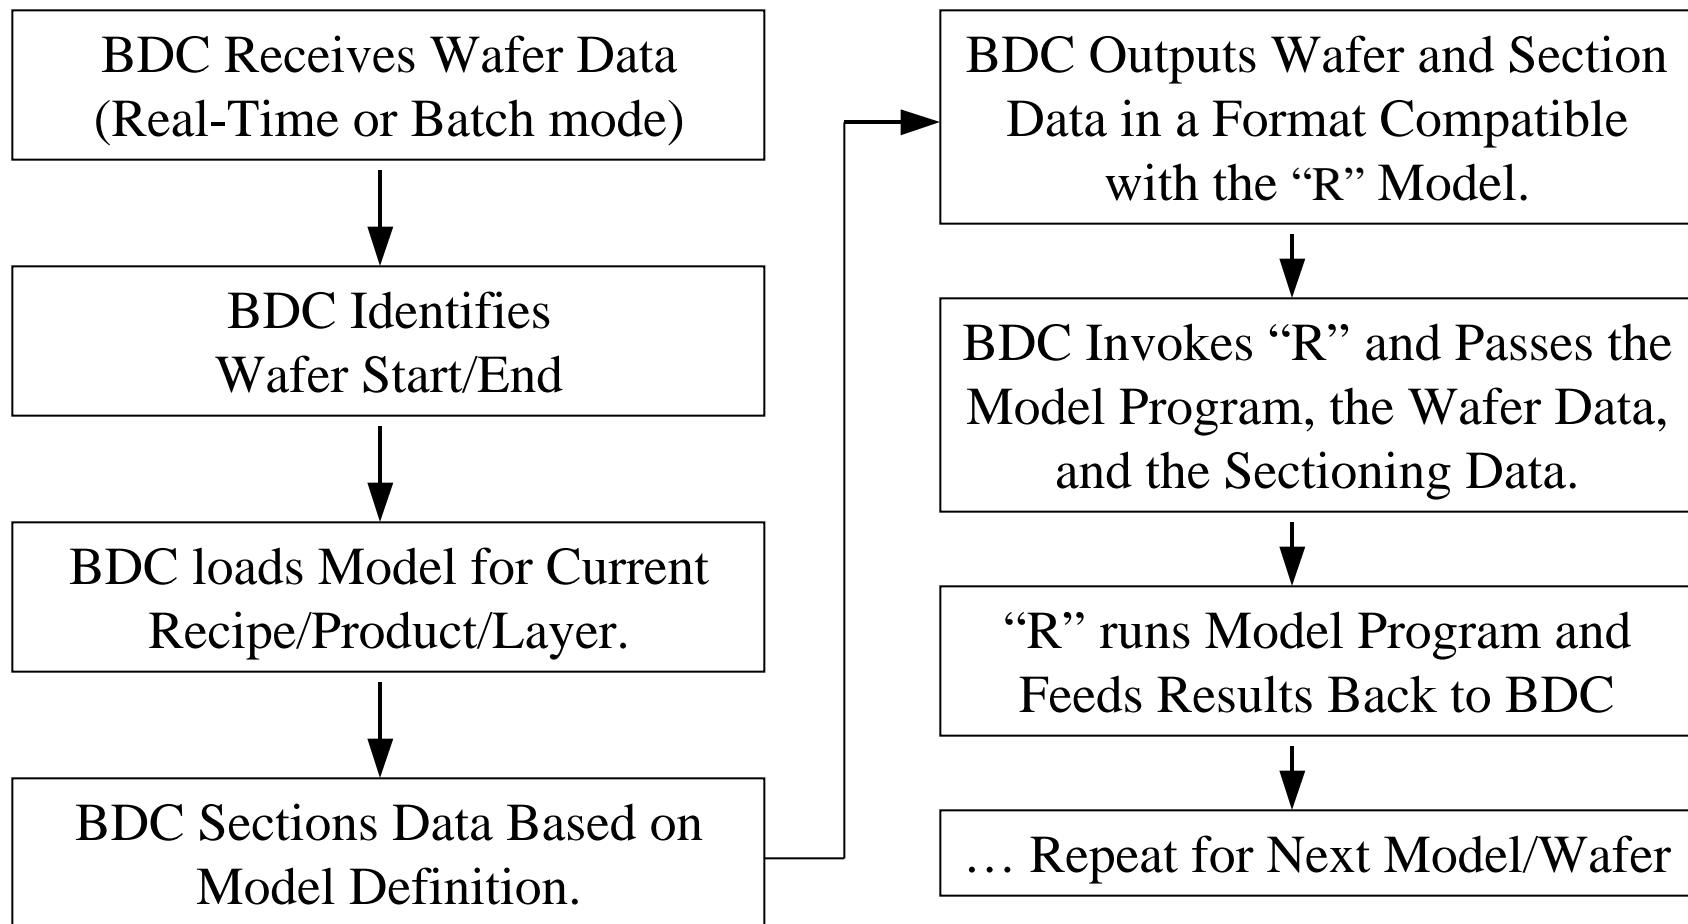 BDC Receives Wafer Data
(Real-Time or Batch mode)
BDC Identifies
Wafer Start/End
BDC loads Model for Current
Recipe/Product/Layer.
BDC Sections Data Based on
Model Definition.
BDC Outputs Wafer and Section
Data in a Format Compatible
with the “R” Model.
BDC Invokes “R” and Passes the
Model Program, the Wafer Data,
and the Sectioning Data.
“R” runs Model Program and
Feeds Results Back to BDC
… Repeat for Next Model/Wafer